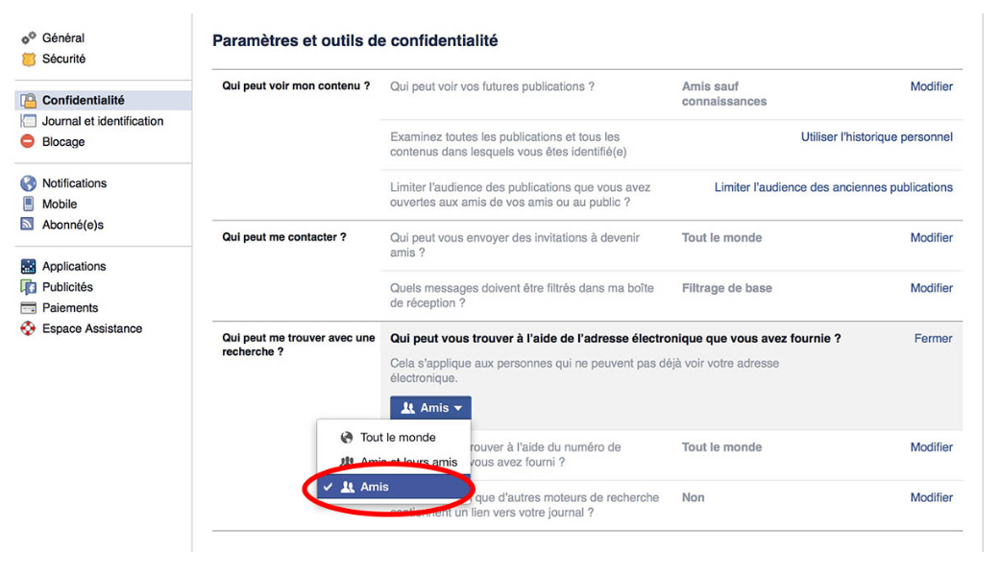 Général
Sécurité
Confidentialité
Journal et identification
Blocage
Notifications
Mobile
Abonné(e)s
Applications
Publicités
Paiements
Espace Assistance
Paramètres et outils de confidentialité
Qui peut voir mon contenu ?
Qui peut voir vos futures publications ?
Amis sauf
connaissances
Modifier
Examinez toutes les publications et tous les
contenus dans lesquels vous êtes identifié(e)
Utiliser l'historique personnel
Limiter l'audience des publications que vous avez
ouvertes aux amis de vos amis ou au public ?
Limiter l'audience des anciennes publications
Qui peut me contacter ?
Qui peut vous envoyer des invitations à devenir
amis ?
Tout le monde
Modifier
Quels messages doivent être filtrés dans ma boîte
de réception ?
Filtrage de base
Modifier
Qui peut me trouver avec une
recherche ?
Qui peut vous trouver à l'aide de l'adresse électronique que vous avez fournie ?
Fermer
Cela s'applique aux personnes qui ne peuvent pas déjà voir votre adresse
électronique.
Amis
Tout le monde
Amis et leurs amis
Amis
rouver à l'aide du numéro de
vous avez fourni ?
Tout le monde
Modifier
que d'autres moteurs de recherche
contiennent un lien vers votre journal ?
Non
Modifier